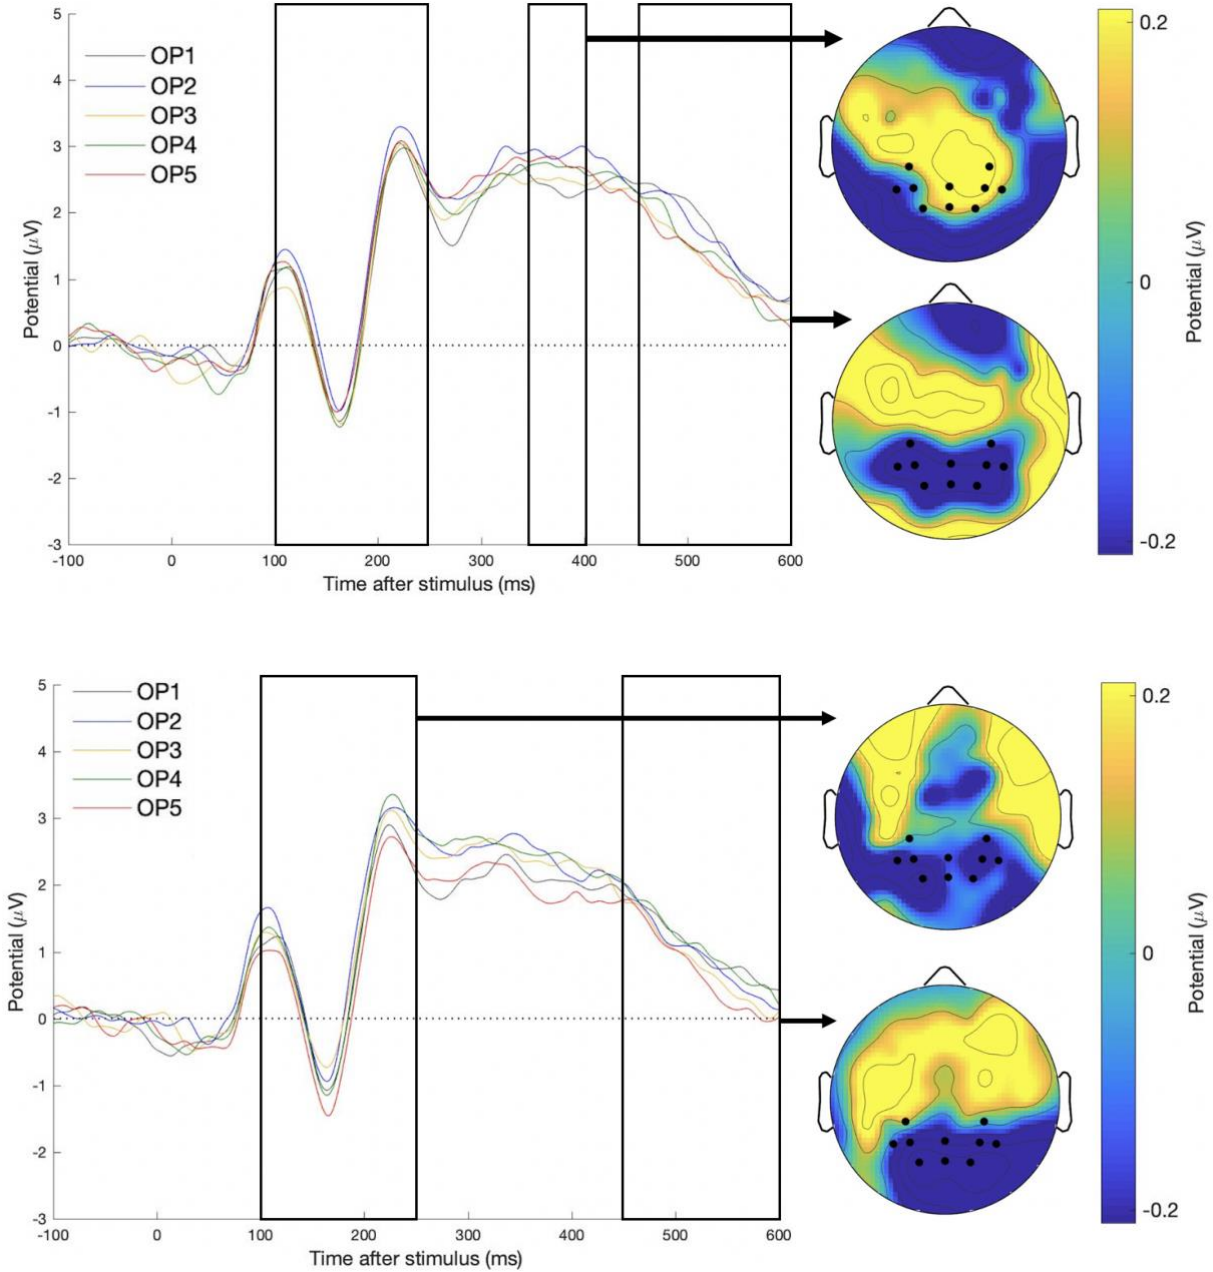 5
4
3
2
1
0
-1
-2
-3
Potential (μV)
OP1
OP2
OP3
OP4
OP5
-100 0 100 200 300 400 500 600
Time after stimulus (ms)
0.2
0
-0.2
Potential (μV)
5
4
3
2
1
0
-1
-2
-3
Potential (μV)
OP1
OP2
OP3
OP4
OP5
-100 0 100 200 300 400 500 600
Time after stimulus (ms)
0.2
0
-0.2
Potential (μV)